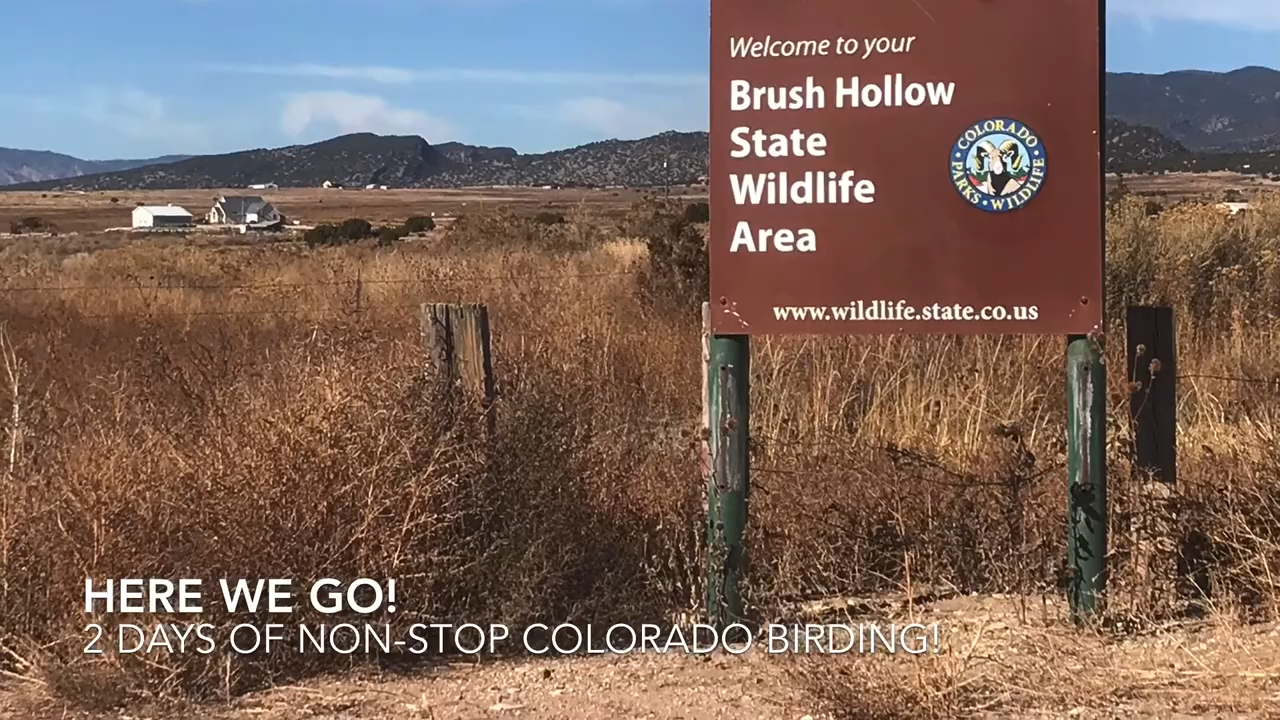 Welcome to your
Brush Hollow
State
Wildlife
Area
COLORADO
PARKS • WILDLIFE
www.wildlife.state.co.us
HERE WE GO!
2 DAYS OF NON-STOP COLORADO BIRDING!